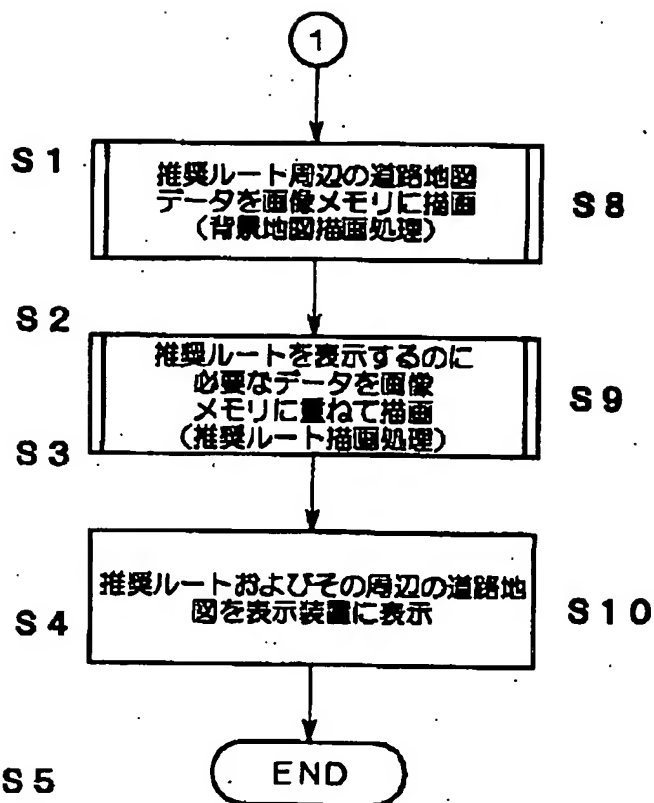 1
S1
推奨ルート周辺の道路地図
データを画像メモリに描画
(背景地図描画処理)
S8
S2
推奨ルートを表示するのに
必要なデータを画像
メモリに重ねて描画
(推奨ルート描画処理)
S9
S3
推奨ルートおよびその周辺の道路地
図を表示装置に表示
S4
S10
END
S5